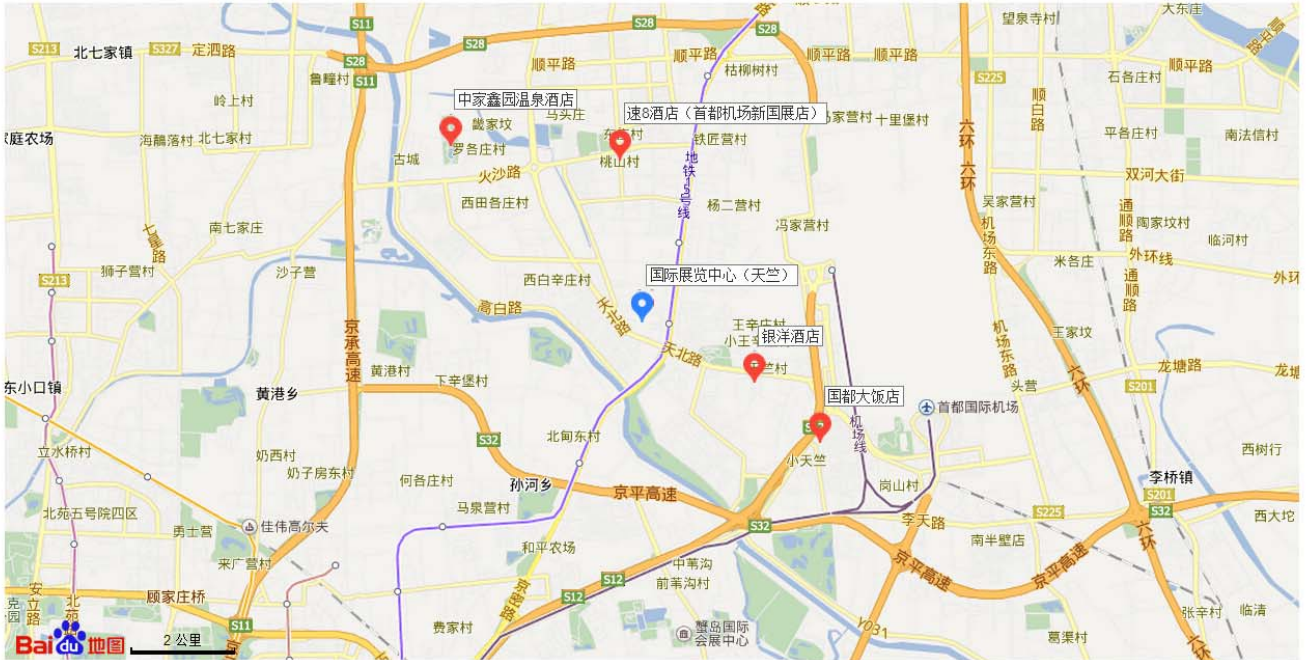 S11
望泉寺村
大东庄
S213
北七家镇
S327
定泗路
S28
S28
S28
顺平路
顺平路
顺平路
顺平路
枯柳树村
鲁疃村
S11
S225
石各庄村
岭上村
中家鑫园温泉酒店
马头庄
速8酒店（首都机场新国展店）
十里堡村
顺白路
平各庄村
南法信村
家庭农场
海鶄落村
北七家村
古城
罗各庄村
桃山村
铁匠营村
六环
火沙路
双河大街
西田各庄村
地铁15号线
杨二营村
吴家营村
通顺路
陶家坟村
七星路
南七家庄
冯家营村
机场东路
临河村
狮子营村
沙子营
西白辛庄村
国际展览中心（天竺）
米各庄
外环线
外环
S213
高白路
天北路
通顺路
王辛庄村
小王辛
银洋酒店
王家坟
京承高速
天北路
机场东路
龙塘路
龙塘
东小口镇
黄港乡
黄港村
下辛堡村
国都大饭店
头营
六环
S201
首都国际机场
立水桥村
奶西村
S32
北甸东村
机场线
小天竺
西树行
奶子房东村
何各庄村
孙河乡
京平高速
岗山村
李桥镇
S201
北苑五号院四区
勇士营
佳伟高尔夫
马泉营村
S32
李天路
S225
S32
西大坨
来广营村
和平农场
中苇沟
南半壁店
京平高速
京平高速
六环
安立路
北苑
顾家庄桥
京密路
S12
S12
前苇沟村
S11
费家村
蟹岛国际
会展中心
Y031
葛渠村
张辛村
临清
六环
Bai du 地图
2 公里